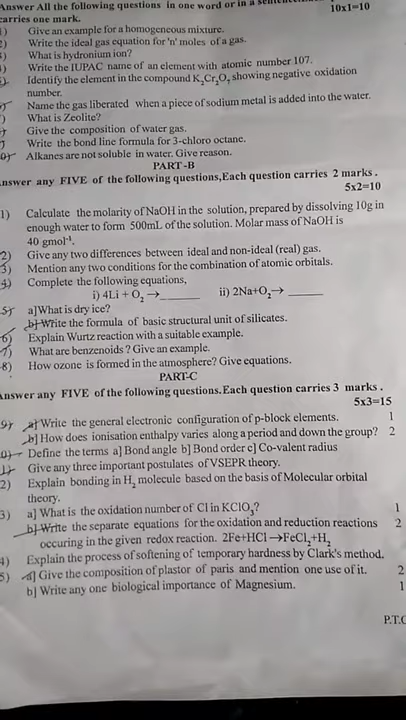 Answer All the following questions in one word or in a
10x1=10
carries one mark.
) Give an example for a homogeneous mixture.
2) Write the ideal gas equation for 'n' moles of a gas.
) What is hydronium ion?
) Write the IUPAC name of an element with atomic number 107.
Identify the element in the compound K₂Cr₂O₇ showing negative oxidation
number.
Name the gas liberated when a piece of sodium metal is added into the water.
) What is Zeolite?
Give the composition of water gas.
Write the bond line formula for 3-chloro octane.
0) Alkanes are not soluble in water. Give reason.
PART-B
nswer any FIVE of the following questions,Each question carries 2 marks.
5x2=10
1) Calculate the molarity of NaOH in the solution, prepared by dissolving 10g in
enough water to form 500mL of the solution. Molar mass of NaOH is
40 gmol⁻¹.
2) Give any two differences between ideal and non-ideal (real) gas.
3) Mention any two conditions for the combination of atomic orbitals.
4) Complete the following equations,
i) 4Li + O₂ →______ ii) 2Na+O₂→ ______
5) a]What is dry ice?
b] Write the formula of basic structural unit of silicates.
6) Explain Wurtz reaction with a suitable example.
7) What are benzenoids ? Give an example.
8) How ozone is formed in the atmosphere? Give equations.
PART-C
Answer any FIVE of the following questions.Each question carries 3 marks.
5x3=15
9) a] Write the general electronic configuration of p-block elements. 1
b] How does ionisation enthalpy varies along a period and down the group? 2
0) Define the terms a] Bond angle b] Bond order c] Co-valent radius
1) Give any three important postulates of VSEPR theory.
2) Explain bonding in H₂ molecule based on the basis of Molecular orbital
theory.
3) a] What is the oxidation number of Cl in KClO₃? 1
b] Write the separate equations for the oxidation and reduction reactions 2
occuring in the given redox reaction. 2Fe+HCl →FeCl₂+H₂
4) Explain the process of softening of temporary hardness by Clark's method.
5) a] Give the composition of plastor of paris and mention one use of it. 2
b] Write any one biological importance of Magnesium. 1
P.T.O